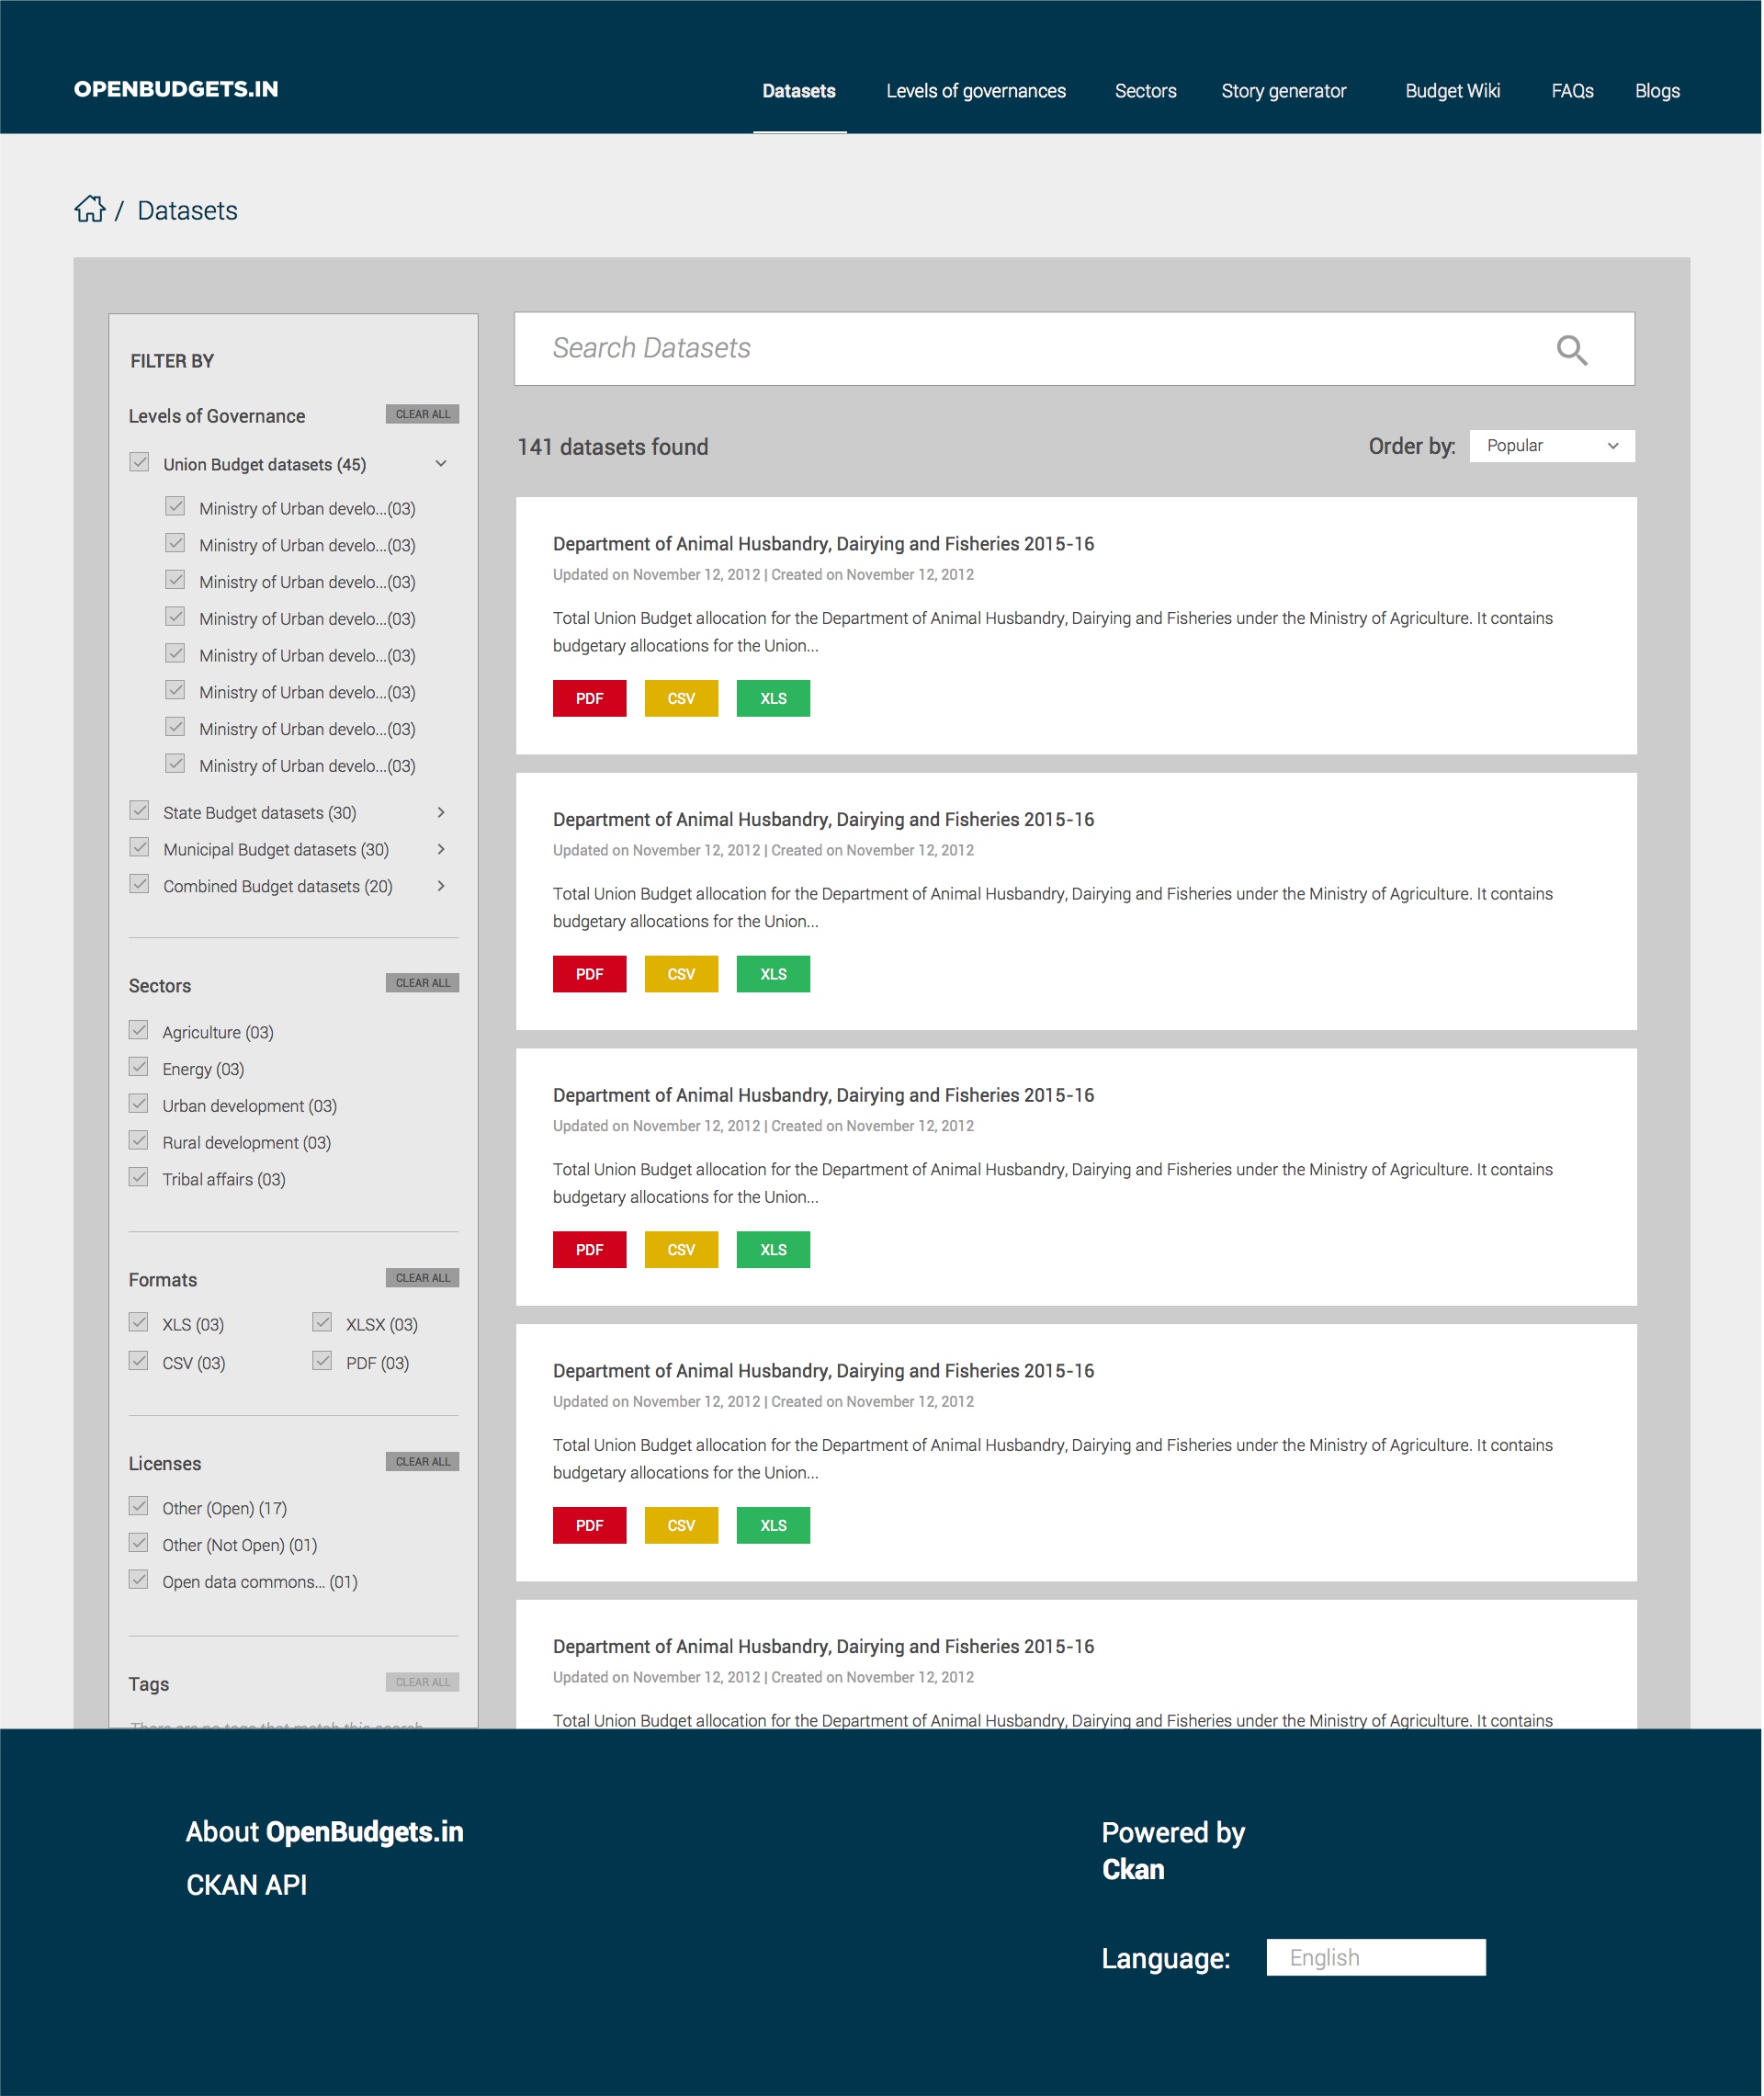 OPENBUDGETS.IN
Datasets
Levels of governances
Sectors
Story generator
Budget Wiki
FAQs
Blogs
/ Datasets
FILTER BY
Levels of Governance
CLEAR ALL
Union Budget datasets (45)
Ministry of Urban develo...(03)
Ministry of Urban develo...(03)
Ministry of Urban develo...(03)
Ministry of Urban develo...(03)
Ministry of Urban develo...(03)
Ministry of Urban develo...(03)
Ministry of Urban develo...(03)
Ministry of Urban develo...(03)
State Budget datasets (30)
Municipal Budget datasets (30)
Combined Budget datasets (20)
Sectors
CLEAR ALL
Agriculture (03)
Energy (03)
Urban development (03)
Rural development (03)
Tribal affairs (03)
Formats
CLEAR ALL
XLS (03)
XLSX (03)
CSV (03)
PDF (03)
Licenses
CLEAR ALL
Other (Open) (17)
Other (Not Open) (01)
Open data commons... (01)
Tags
CLEAR ALL
There are no tags that match this search
Search Datasets
141 datasets found
Order by:
Popular
Department of Animal Husbandry, Dairying and Fisheries 2015-16
Updated on November 12, 2012 | Created on November 12, 2012
Total Union Budget allocation for the Department of Animal Husbandry, Dairying and Fisheries under the Ministry of Agriculture. It contains
budgetary allocations for the Union...
PDF
CSV
XLS
Department of Animal Husbandry, Dairying and Fisheries 2015-16
Updated on November 12, 2012 | Created on November 12, 2012
Total Union Budget allocation for the Department of Animal Husbandry, Dairying and Fisheries under the Ministry of Agriculture. It contains
budgetary allocations for the Union...
PDF
CSV
XLS
Department of Animal Husbandry, Dairying and Fisheries 2015-16
Updated on November 12, 2012 | Created on November 12, 2012
Total Union Budget allocation for the Department of Animal Husbandry, Dairying and Fisheries under the Ministry of Agriculture. It contains
budgetary allocations for the Union...
PDF
CSV
XLS
Department of Animal Husbandry, Dairying and Fisheries 2015-16
Updated on November 12, 2012 | Created on November 12, 2012
Total Union Budget allocation for the Department of Animal Husbandry, Dairying and Fisheries under the Ministry of Agriculture. It contains
budgetary allocations for the Union...
PDF
CSV
XLS
Department of Animal Husbandry, Dairying and Fisheries 2015-16
Updated on November 12, 2012 | Created on November 12, 2012
Total Union Budget allocation for the Department of Animal Husbandry, Dairying and Fisheries under the Ministry of Agriculture. It contains
About OpenBudgets.in
CKAN API
Powered by
Ckan
Language:
English